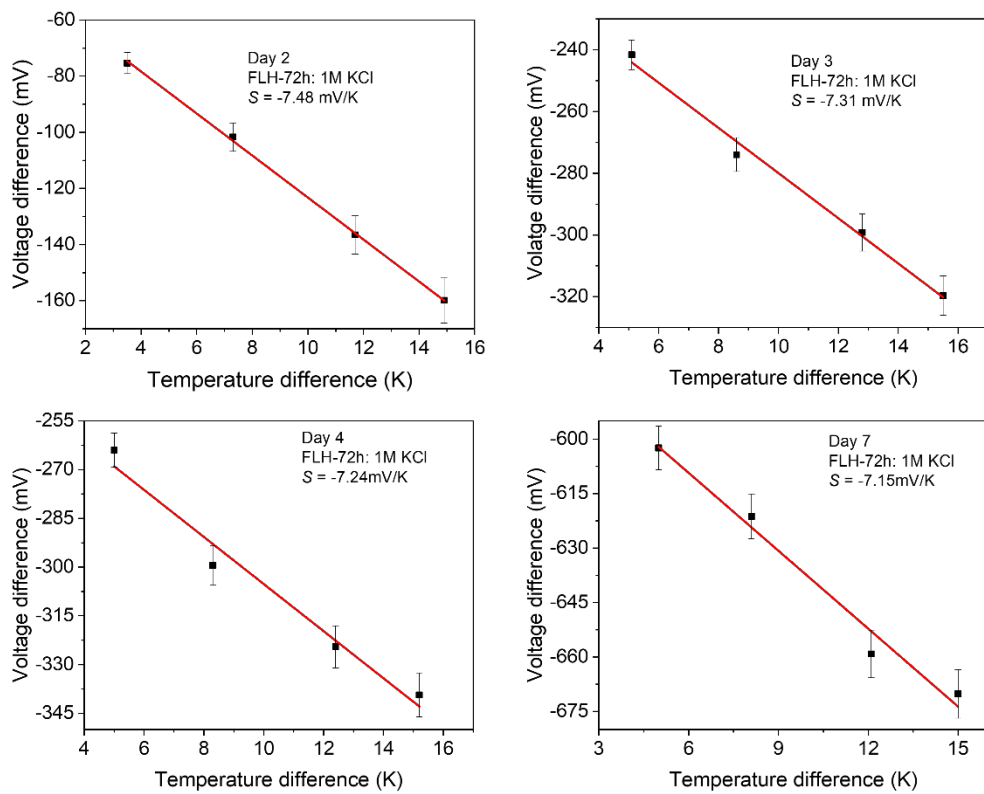 -60
-80
-100
-120
-140
-160
2 4 6 8 10 12 14 16
Voltage difference (mV)
Temperature difference (K)
Day 2
FLH-72h: 1M KCl
S = -7.48 mV/K
-240
-260
-280
-300
-320
4 6 8 10 12 14 16
Volatge difference (mV)
Temperature difference (K)
Day 3
FLH-72h: 1M KCl
S = -7.31 mV/K
-255
-270
-285
-300
-315
-330
-345
4 6 8 10 12 14 16
Voltage difference (mV)
Temperature difference (K)
Day 4
FLH-72h: 1M KCl
S = -7.24mV/K
-600
-615
-630
-645
-660
-675
3 6 9 12 15
Voltage difference (mV)
Temperature difference (K)
Day 7
FLH-72h: 1M KCl
S = -7.15mV/K